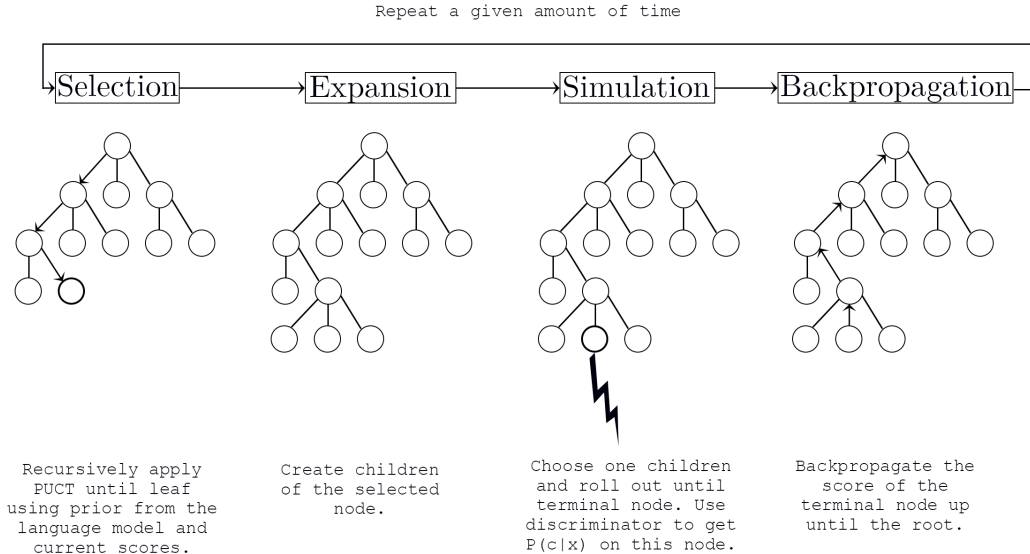 Repeat a given amount of time
Selection
Expansion
Simulation
Backpropagation
Recursively apply
PUCT until leaf
using prior from the
language model and
current scores.
Create children
of the selected
node.
Choose one children
and roll out until
terminal node. Use
discriminator to get
P(c|x) on this node.
Backpropagate the
score of the
terminal node up
until the root.